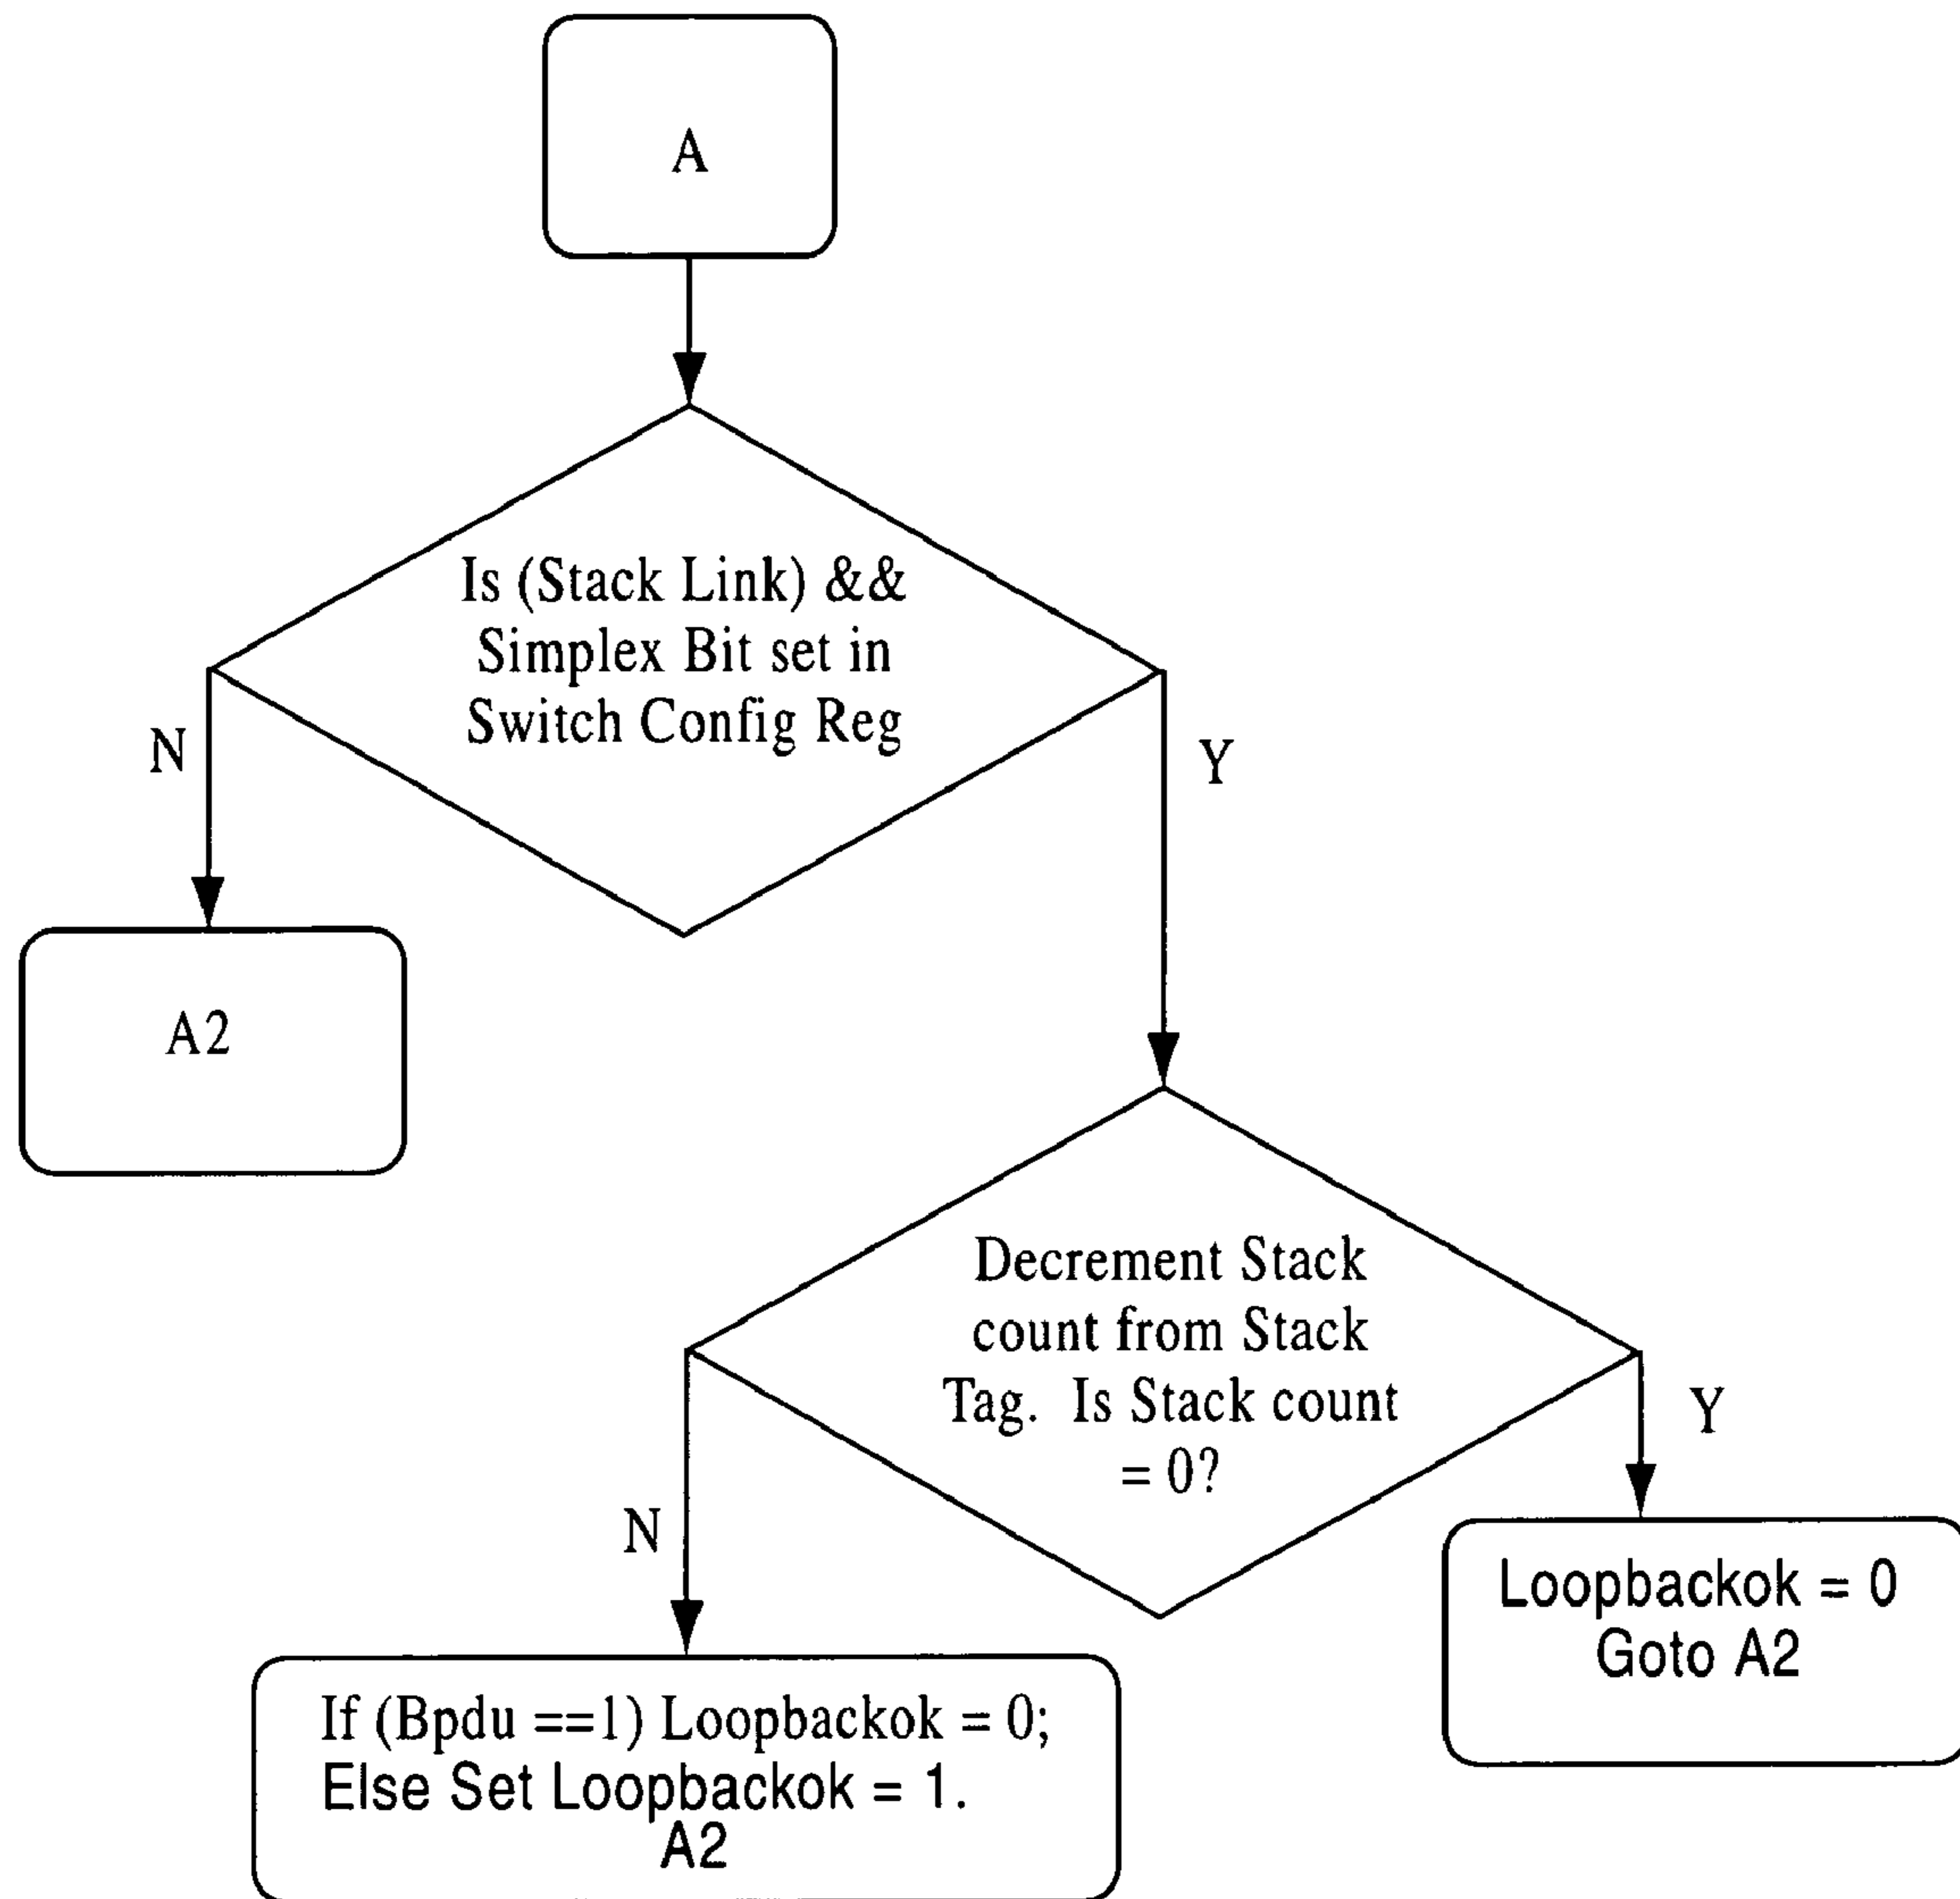 A
Is (Stack Link) &&
Simplex Bit set in
Switch Config Reg
N
Y
A2
Decrement Stack
count from Stack
Tag. Is Stack count
= 0?
N
Y
Loopbackok = 0
Goto A2
If (Bpdu ==1) Loopbackok = 0;
Else Set Loopbackok = 1.
A2